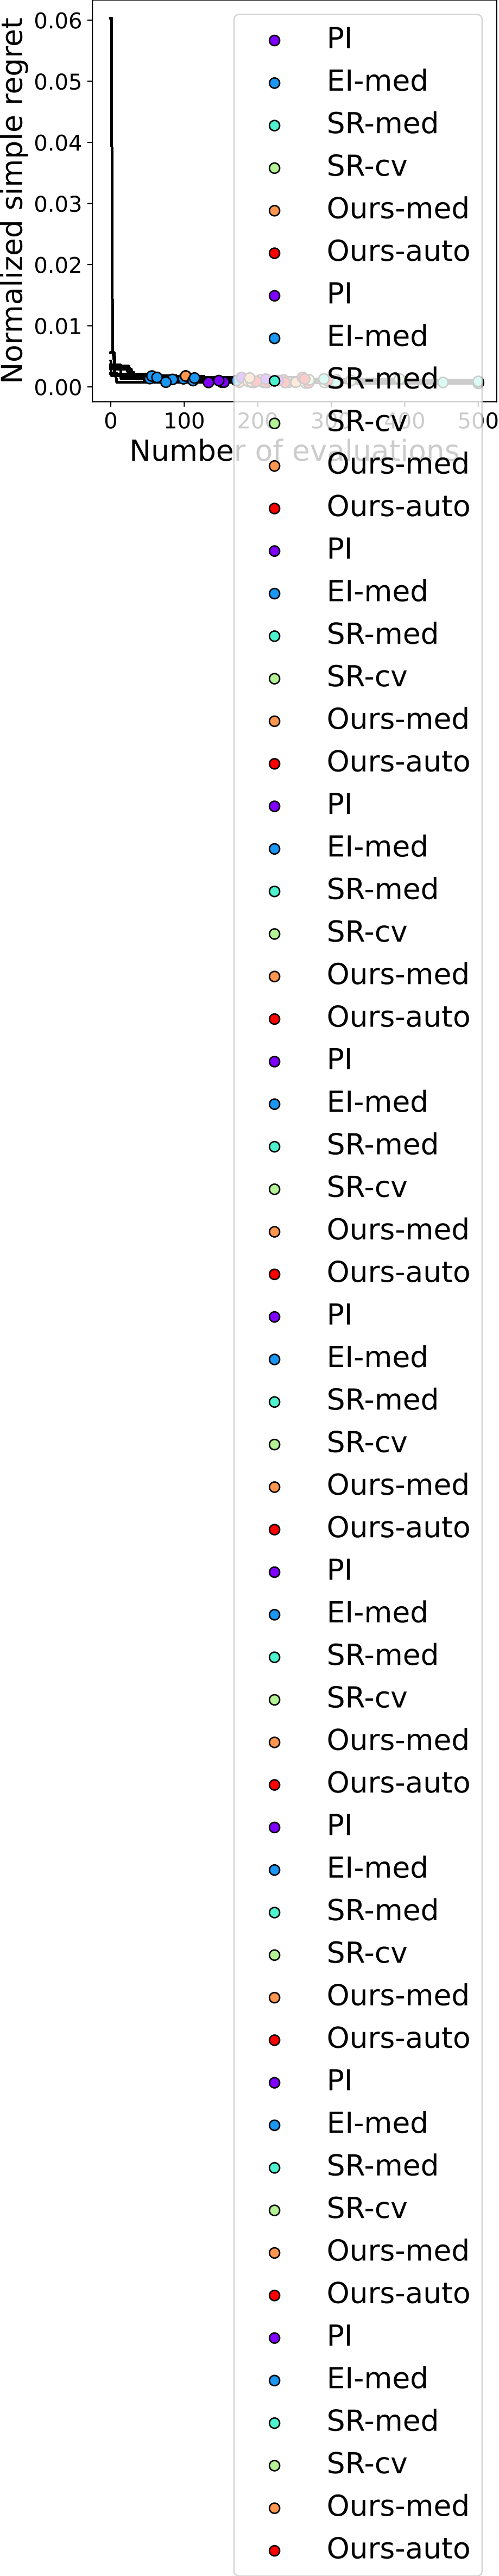 Normalized simple regret
0.06
0.05
0.04
0.03
0.02
0.01
0.00
0 100 200 300 400 500
Number of evaluations
PI
EI-med
SR-med
SR-cv
Ours-med
Ours-auto
PI
EI-med
SR-med
SR-cv
Ours-med
Ours-auto
PI
EI-med
SR-med
SR-cv
Ours-med
Ours-auto
PI
EI-med
SR-med
SR-cv
Ours-med
Ours-auto
PI
EI-med
SR-med
SR-cv
Ours-med
Ours-auto
PI
EI-med
SR-med
SR-cv
Ours-med
Ours-auto
PI
EI-med
SR-med
SR-cv
Ours-med
Ours-auto
PI
EI-med
SR-med
SR-cv
Ours-med
Ours-auto
PI
EI-med
SR-med
SR-cv
Ours-med
Ours-auto
PI
EI-med
SR-med
SR-cv
Ours-med
Ours-auto